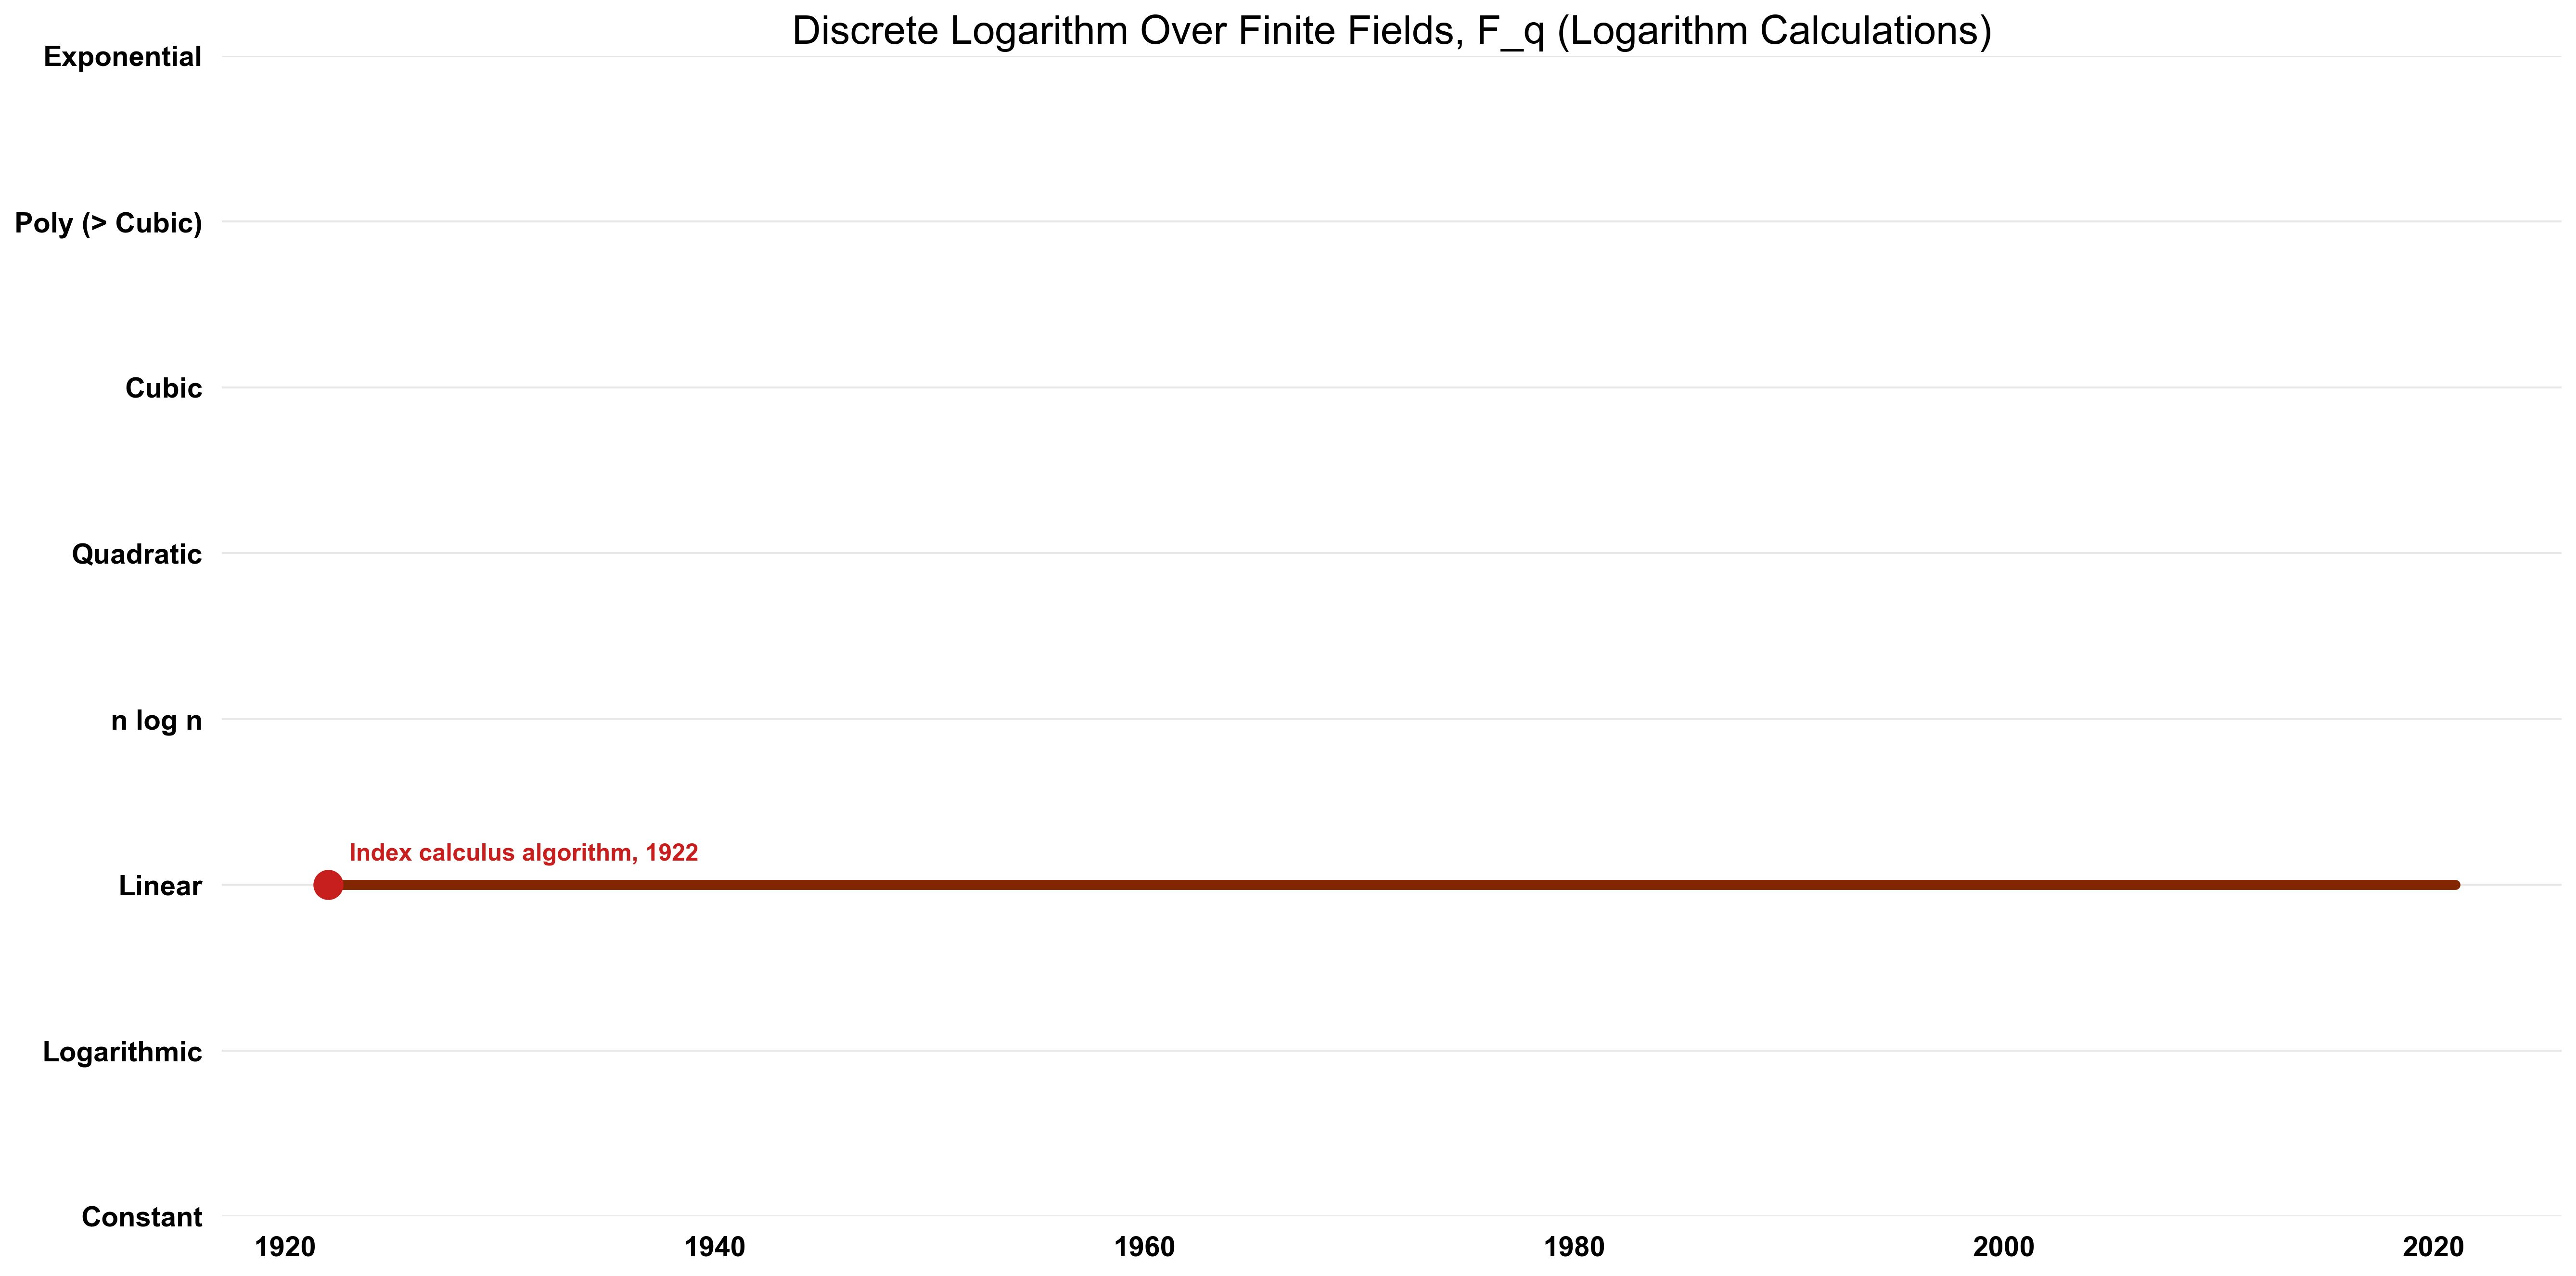 Discrete Logarithm Over Finite Fields, F_q (Logarithm Calculations)
Exponential
Poly (> Cubic)
Cubic
Quadratic
n log n
Index calculus algorithm, 1922
Linear
Logarithmic
Constant
1920 1940 1960 1980 2000 2020